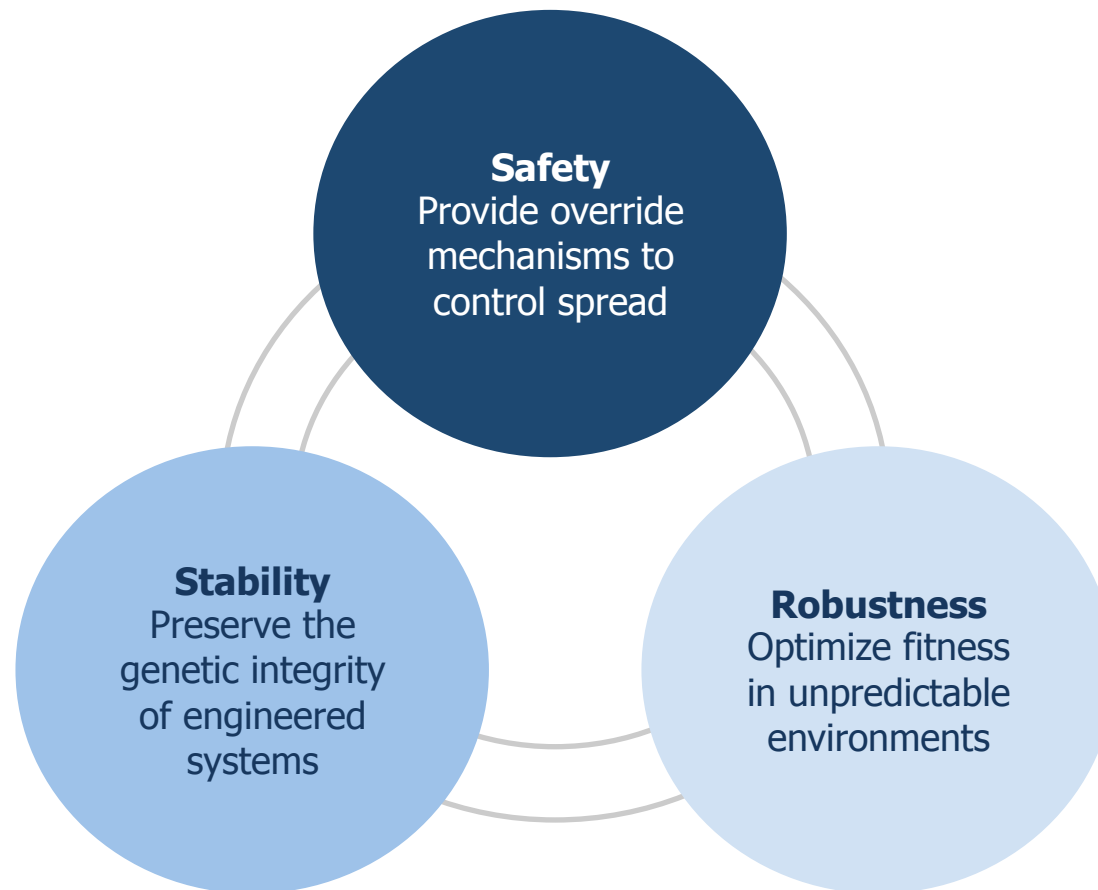 Safety
Provide override
mechanisms to
control spread
Stability
Preserve the
genetic integrity
of engineered
systems
Robustness
Optimize fitness
in unpredictable
environments